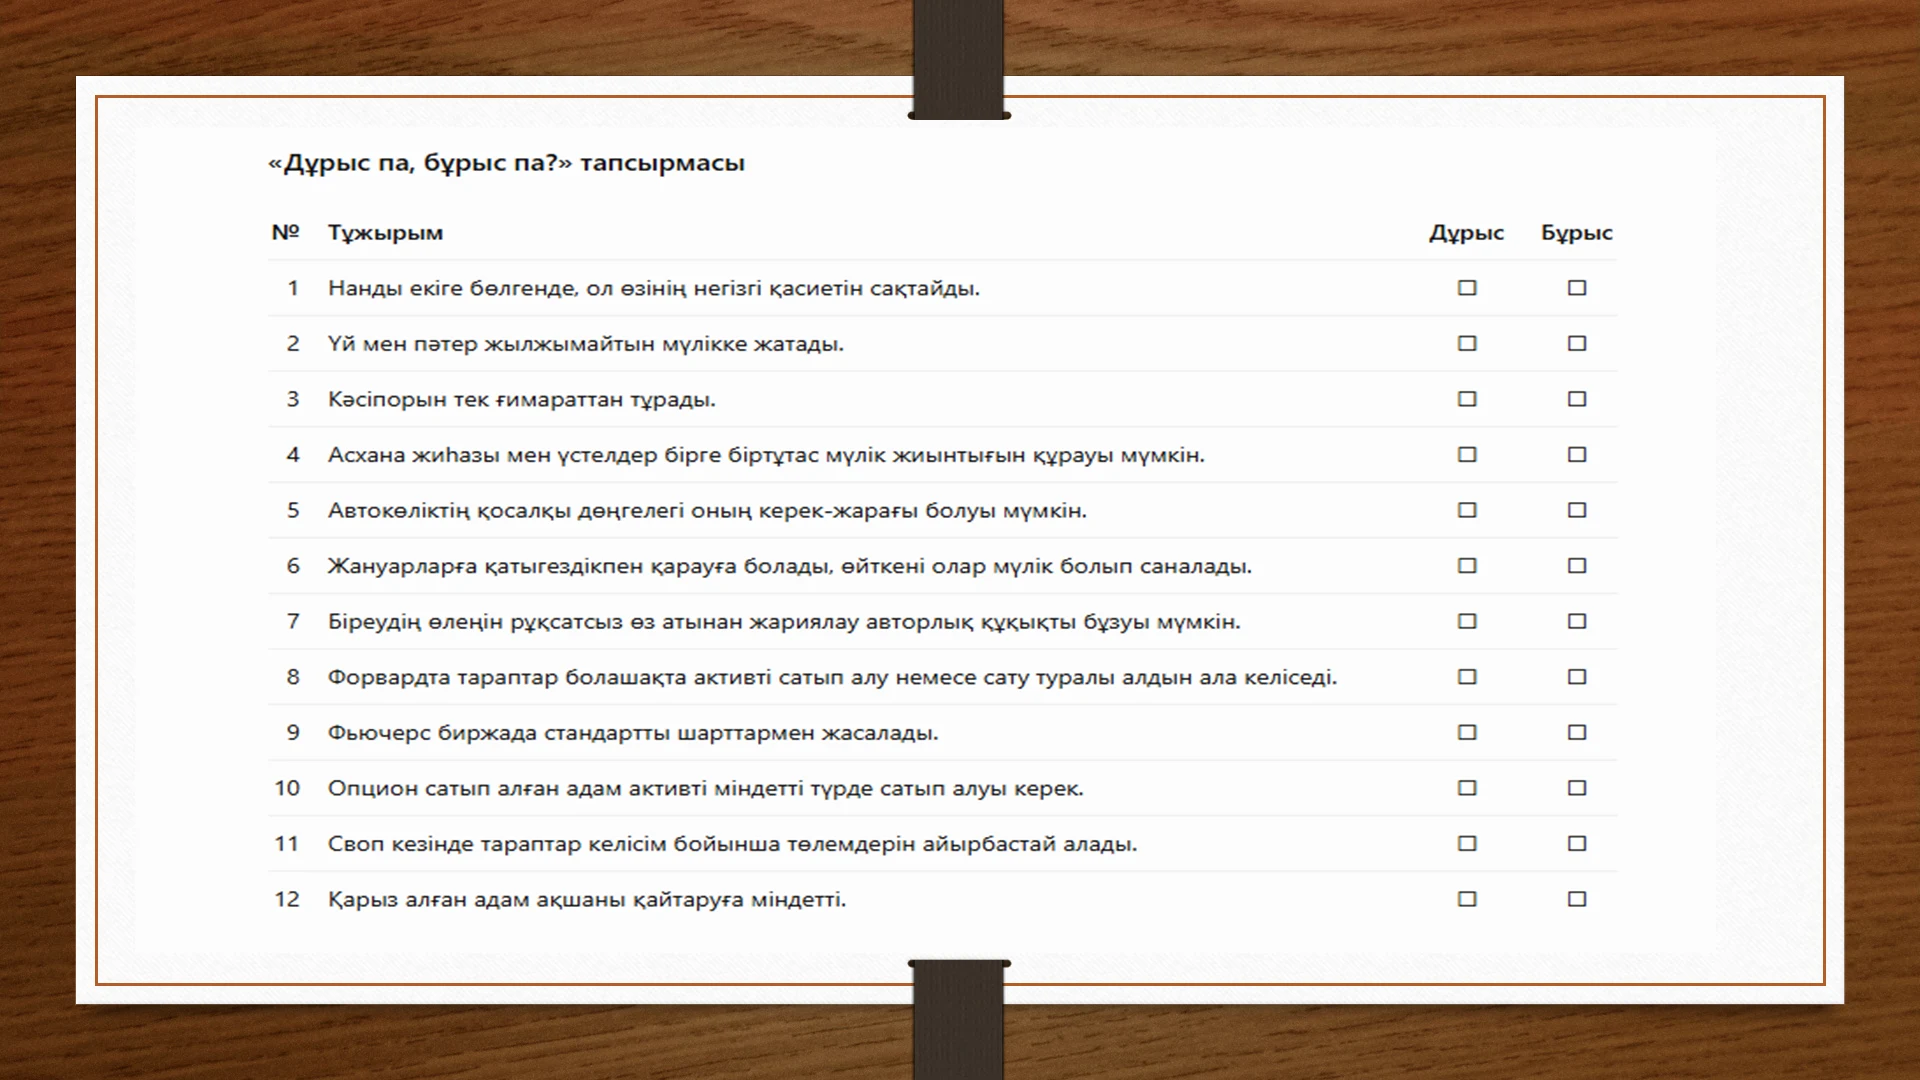 «Дұрыс па, бұрыс па?» тапсырмасы
№ Тұжырым Дұрыс Бұрыс
1 Нанды екіге бөлгенде, ол өзінің негізгі қасиетін сақтайды. ☐ ☐
2 Үй мен пәтер жылжымайтын мүлікке жатады. ☐ ☐
3 Кәсіпорын тек ғимараттан тұрады. ☐ ☐
4 Асхана жиһазы мен үстелдер бірге біртұтас мүлік жиынтығын құрауы мүмкін. ☐ ☐
5 Автокөліктің қосалқы дөңгелегі оның керек-жарағы болуы мүмкін. ☐ ☐
6 Жануарларға қатыгездікпен қарауға болады, өйткені олар мүлік болып саналады. ☐ ☐
7 Біреудің өлеңін рұқсатсыз өз атынан жариялау авторлық құқықты бұзуы мүмкін. ☐ ☐
8 Форвардта тараптар болашақта активті сатып алу немесе сату туралы алдын ала келіседі. ☐ ☐
9 Фьючерс биржада стандартты шарттармен жасалады. ☐ ☐
10 Опцион сатып алған адам активті міндетті түрде сатып алуы керек. ☐ ☐
11 Своп кезінде тараптар келісім бойынша төлемдерін айырбастай алады. ☐ ☐
12 Қарыз алған адам ақшаны қайтаруға міндетті. ☐ ☐